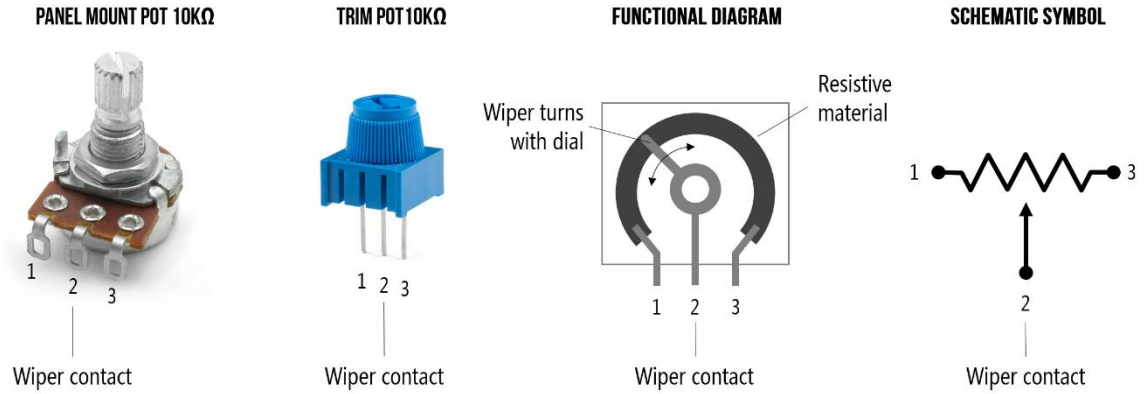 PANEL MOUNT POT 10KΩ
TRIM POT10KΩ
FUNCTIONAL DIAGRAM
SCHEMATIC SYMBOL
1
2
3
Wiper contact
1 2 3
Wiper contact
Wiper turns
with dial
Resistive
material
1 2 3
Wiper contact
1
3
2
Wiper contact